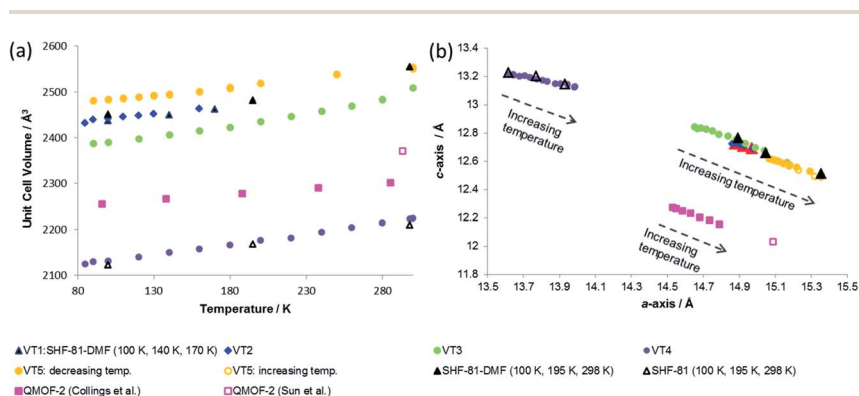 (a)
2600
2500
2400
2300
2200
2100
80
130
180
230
280
Unit Cell Volume / Å³
Temperature / K
(b)
13.4
13.2
13
12.8
12.6
12.4
12.2
12
11.8
13.5
13.7
13.9
14.1
14.3
14.5
14.7
14.9
15.1
15.3
15.5
c-axis / Å
a-axis / Å
Increasing
temperature
Increasing temperature
Increasing
temperature
VT1:SHF-81-DMF (100 K, 140 K, 170 K)
VT2
VT3
VT4
VT5: decreasing temp.
VT5: increasing temp.
SHF-81-DMF (100 K, 195 K, 298 K)
SHF-81 (100 K, 195 K, 298 K)
QMOF-2 (Collings et al.)
QMOF-2 (Sun et al.)